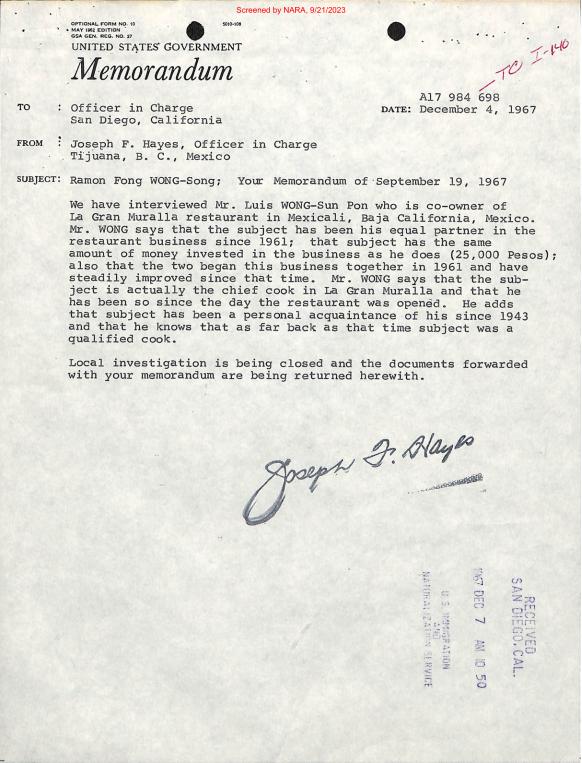 Screened by NARA, 9/21/2023
OPTIONAL FORM NO. 10
MAY 1962 EDITION
GSA GEN. REG. NO. 27
5010-108
UNITED STATES GOVERNMENT
Memorandum
TO I-140
A17 984 698
TO : Officer in Charge
San Diego, California
DATE: December 4, 1967
FROM : Joseph F. Hayes, Officer in Charge
Tijuana, B. C., Mexico
SUBJECT: Ramon Fong WONG-Song; Your Memorandum of September 19, 1967
We have interviewed Mr. Luis WONG-Sun Pon who is co-owner of
La Gran Muralla restaurant in Mexicali, Baja California, Mexico.
Mr. WONG says that the subject has been his equal partner in the
restaurant business since 1961; that subject has the same
amount of money invested in the business as he does (25,000 Pesos);
also that the two began this business together in 1961 and have
steadily improved since that time. Mr. WONG says that the sub-
ject is actually the chief cook in La Gran Muralla and that he
has been so since the day the restaurant was opened. He adds
that subject has been a personal acquaintance of his since 1943
and that he knows that as far back as that time subject was a
qualified cook.
Local investigation is being closed and the documents forwarded
with your memorandum are being returned herewith.
Joseph F. Hayes
RECEIVED
SAN DIEGO, CAL.
1967 DEC 7 AM 10 50
U.S. IMMIGRATION
AND
NATURALIZATION SERVICE